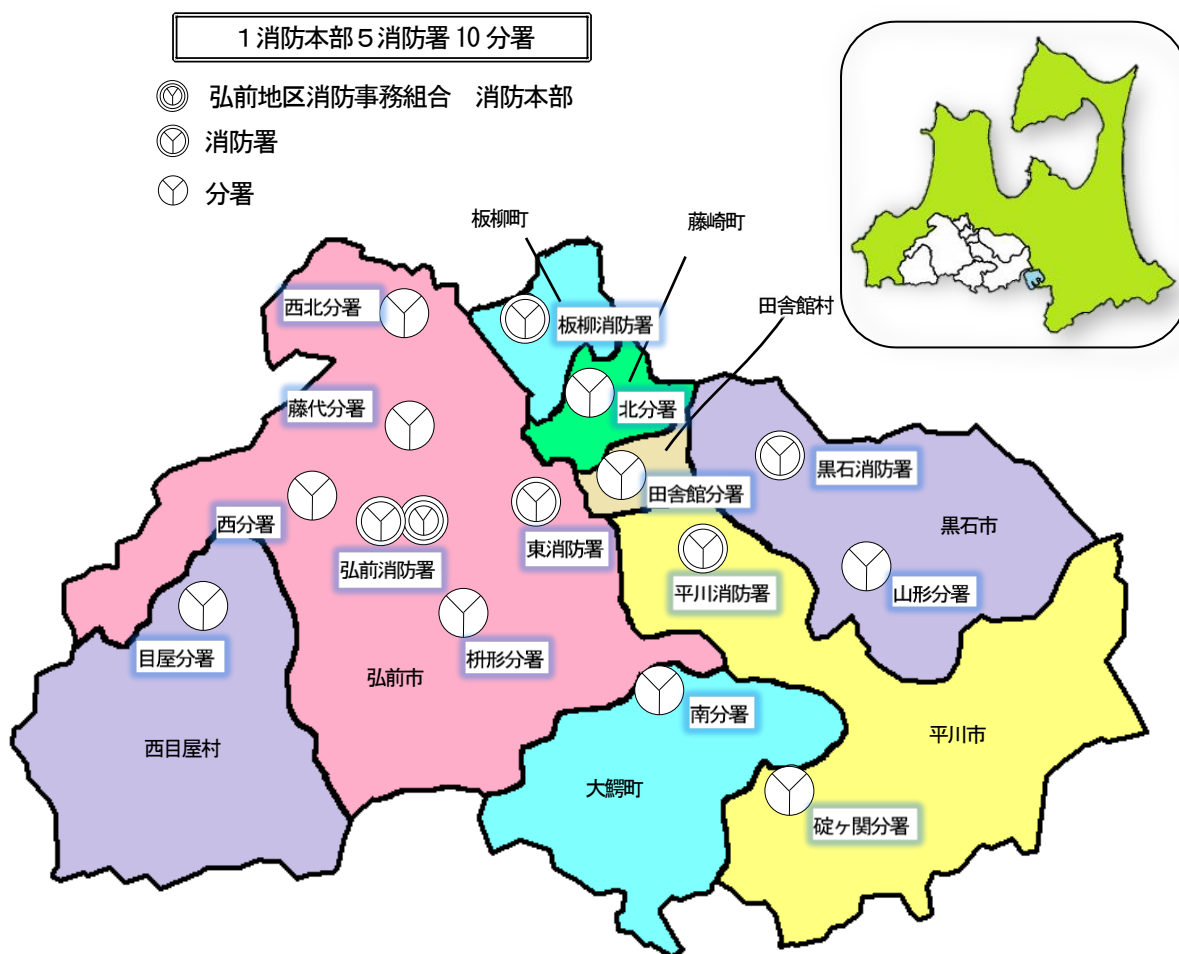 1消防本部5消防署10分署
弘前地区消防事務組合　消防本部
消防署
分署
板柳町
藤崎町
田舎館村
西北分署
板柳消防署
藤代分署
北分署
黒石消防署
田舎館分署
西分署
東消防署
黒石市
弘前消防署
平川消防署
山形分署
目屋分署
枡形分署
弘前市
南分署
西目屋村
平川市
大鰐町
碇ヶ関分署